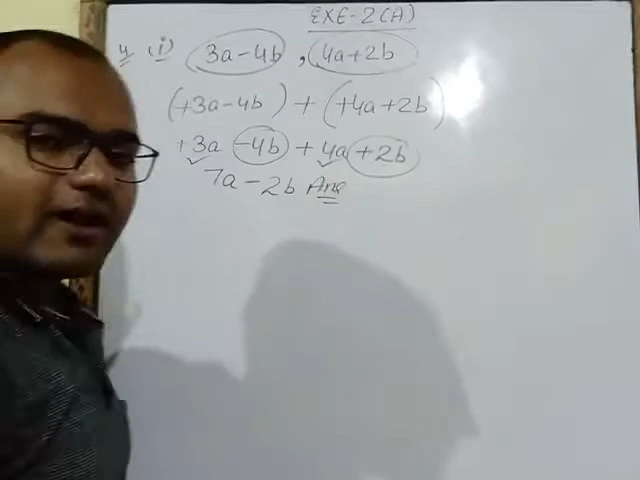 EXE-2(A)
4 (i) 3a-4b, 4a+2b
(+3a-4b) + (+4a+2b)
+3a -4b + 4a +2b
7a - 2b Ans